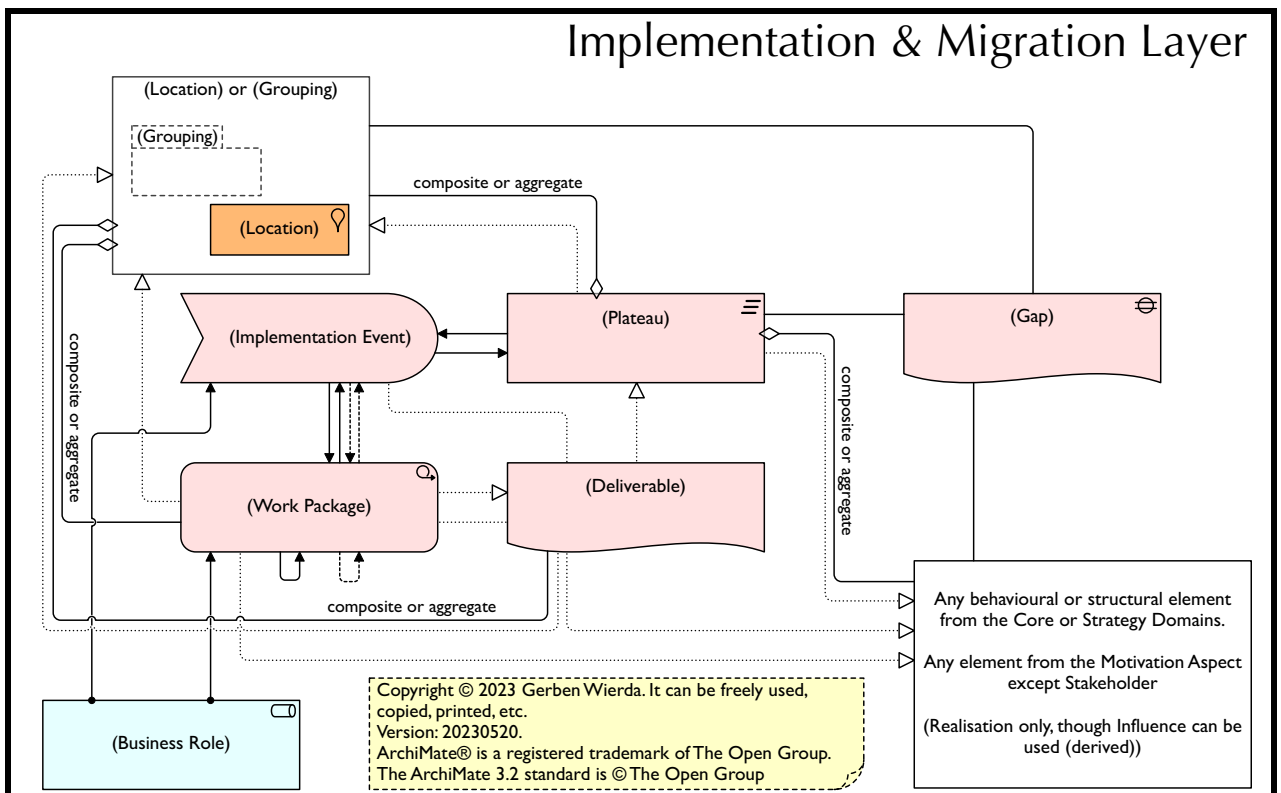 Implementation & Migration Layer
(Location) or (Grouping)
(Grouping)
(Location)
composite or aggregate
(Implementation Event)
(Plateau)
(Gap)
composite or aggregate
composite or aggregate
(Work Package)
(Deliverable)
composite or aggregate
Any behavioural or structural element
from the Core or Strategy Domains.
Any element from the Motivation Aspect
except Stakeholder
(Realisation only, though Influence can be
used (derived))
(Business Role)
Copyright © 2023 Gerben Wierda. It can be freely used,
copied, printed, etc.
Version: 20230520.
ArchiMate® is a registered trademark of The Open Group.
The ArchiMate 3.2 standard is © The Open Group